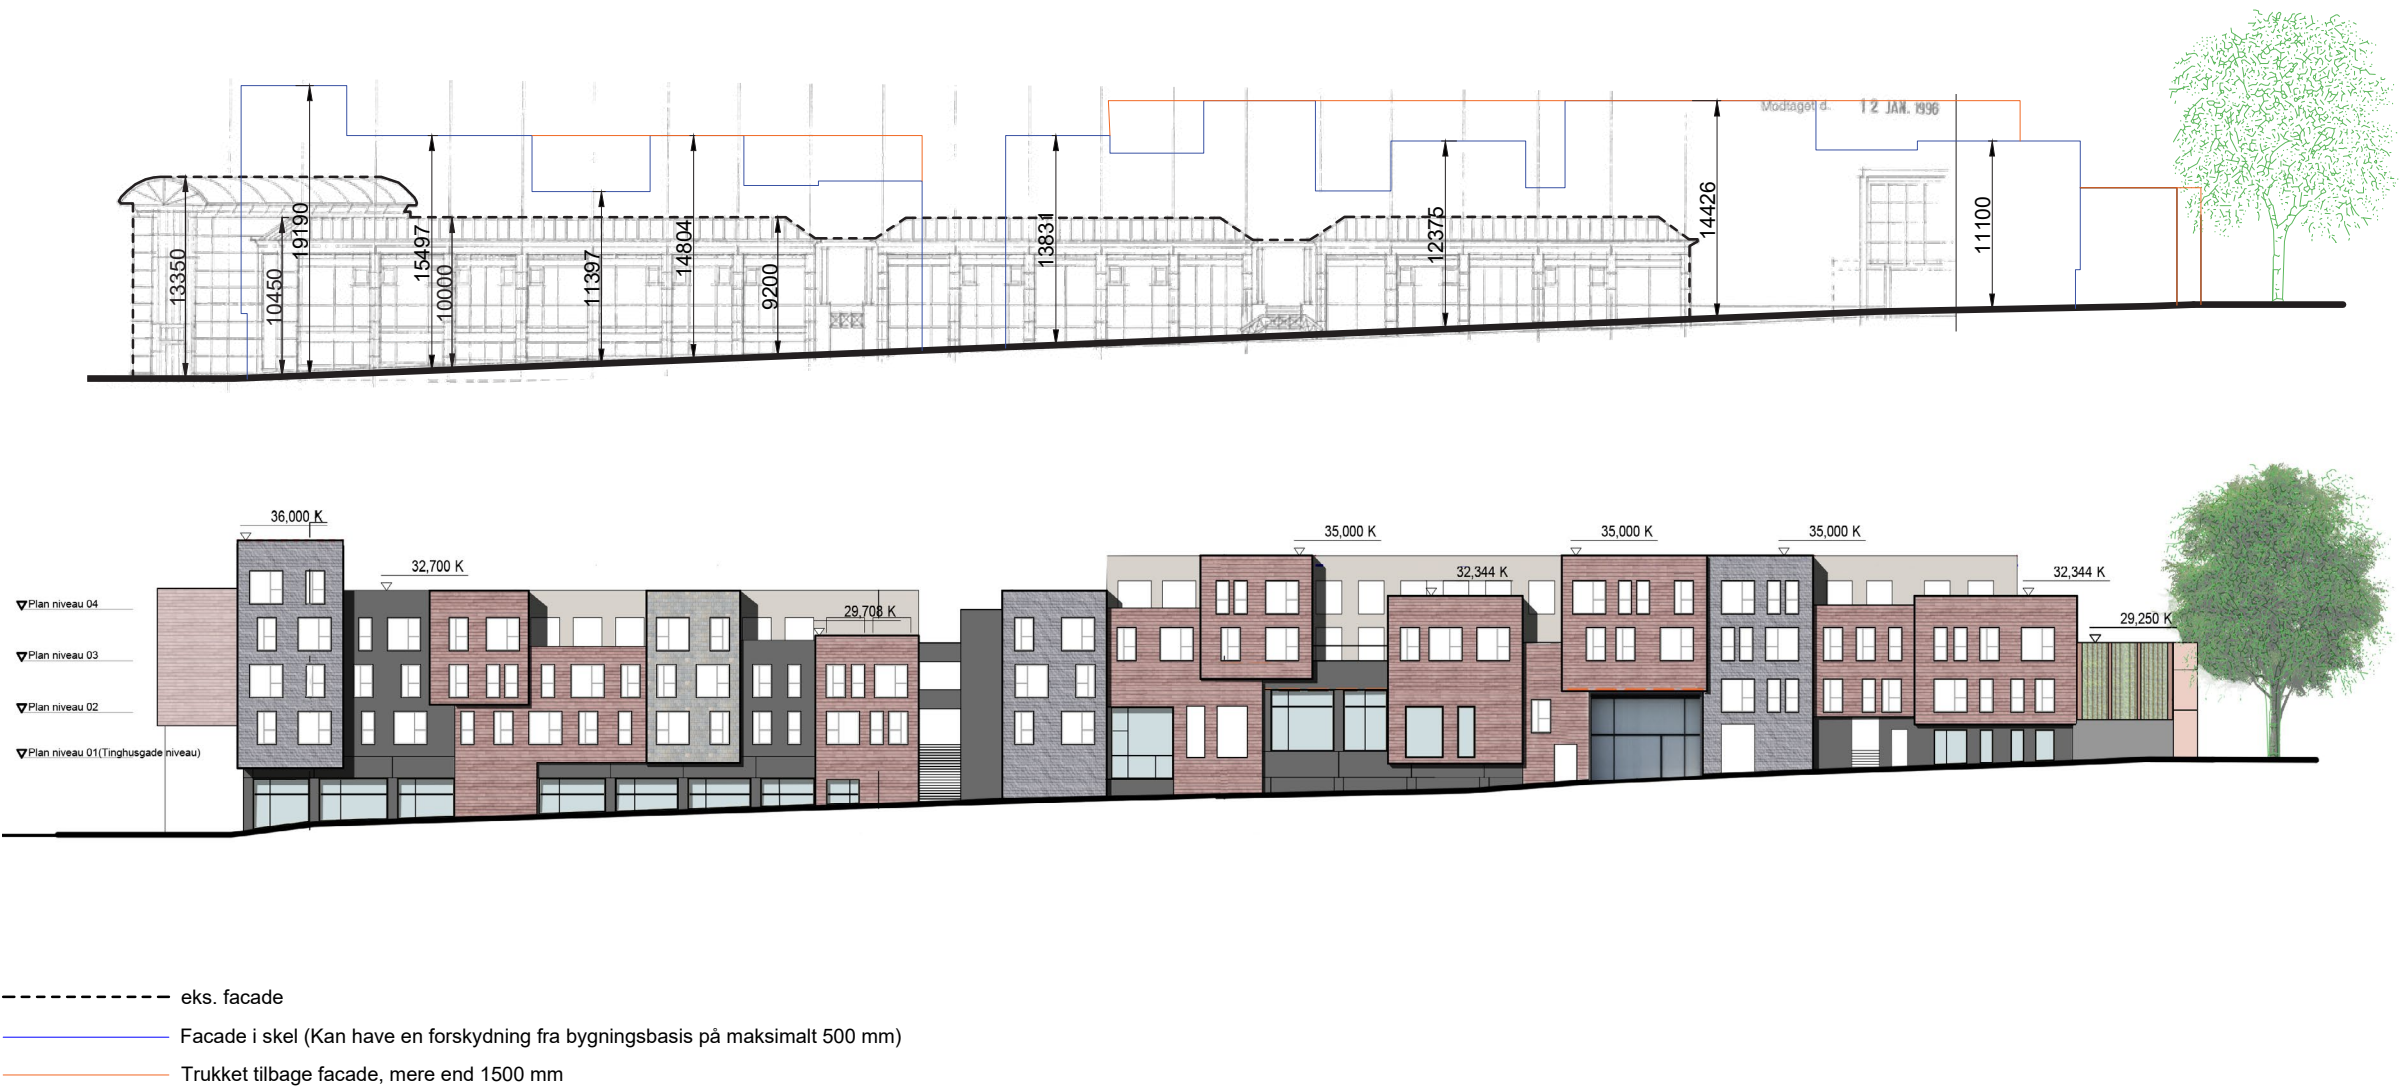 Modtaget d. 12 JAN. 1996
13350
10450
19190
15497
10000
11397
14804
9200
13831
12375
14426
11100
36,000 K
32,700 K
29,708 K
35,000 K
32,344 K
35,000 K
35,000 K
32,344 K
29,250 K
Plan niveau 04
Plan niveau 03
Plan niveau 02
Plan niveau 01(Tinghusgade niveau)
eks. facade
Facade i skel (Kan have en forskydning fra bygningsbasis på maksimalt 500 mm)
Trukket tilbage facade, mere end 1500 mm